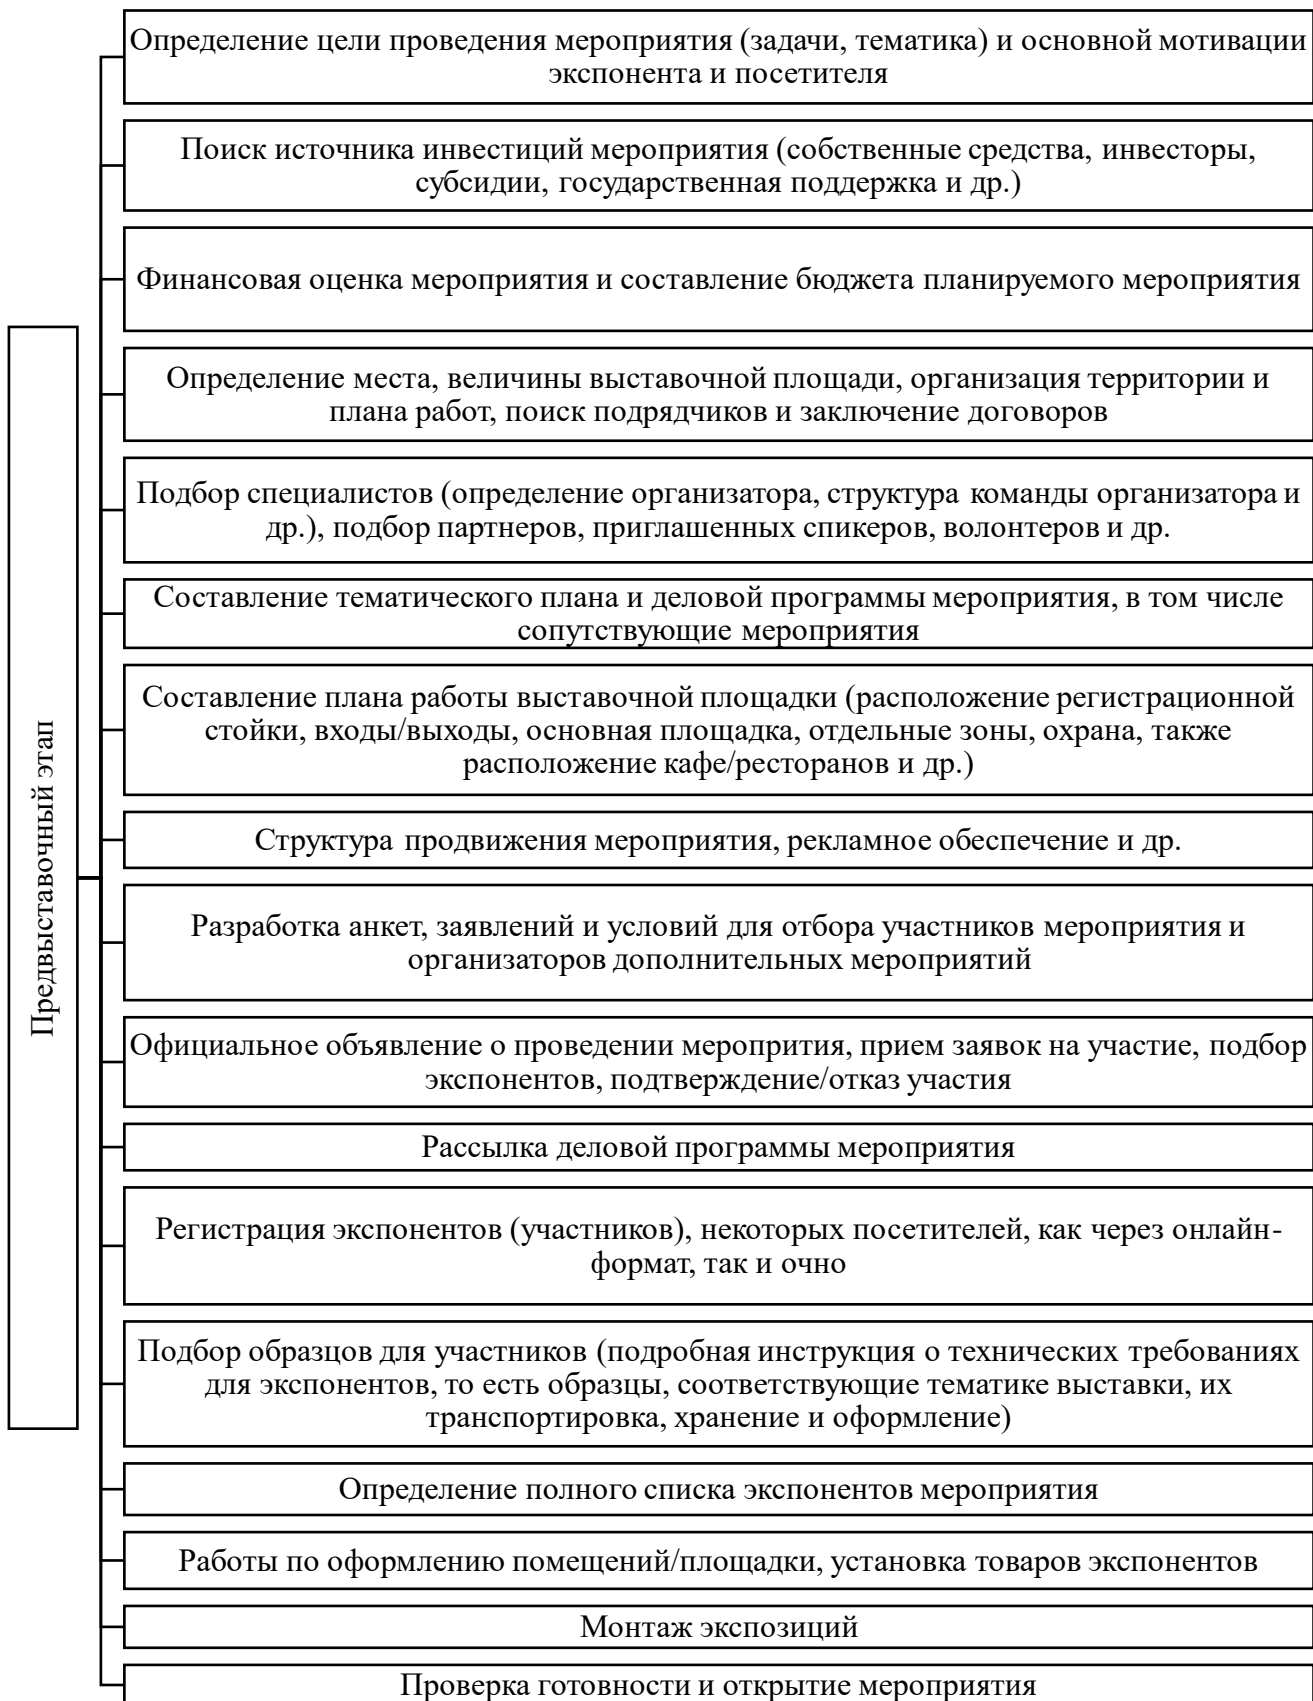 Определение цели проведения мероприятия (задачи, тематика) и основной мотивации
экспонента и посетителя
Поиск источника инвестиций мероприятия (собственные средства, инвесторы,
субсидии, государственная поддержка и др.)
Финансовая оценка мероприятия и составление бюджета планируемого мероприятия
Определение места, величины выставочной площади, организация территории и
плана работ, поиск подрядчиков и заключение договоров
Подбор специалистов (определение организатора, структура команды организатора и
др.), подбор партнеров, приглашенных спикеров, волонтеров и др.
Составление тематического плана и деловой программы мероприятия, в том числе
сопутствующие мероприятия
Составление плана работы выставочной площадки (расположение регистрационной
стойки, входы/выходы, основная площадка, отдельные зоны, охрана, также
расположение кафе/ресторанов и др.)
Предвыставочный этап
Структура продвижения мероприятия, рекламное обеспечение и др.
Разработка анкет, заявлений и условий для отбора участников мероприятия и
организаторов дополнительных мероприятий
Официальное объявление о проведении меропрития, прием заявок на участие, подбор
экспонентов, подтверждение/отказ участия
Рассылка деловой программы мероприятия
Регистрация экспонентов (участников), некоторых посетителей, как через онлайн-
формат, так и очно
Подбор образцов для участников (подробная инструкция о технических требованиях
для экспонентов, то есть образцы, соответствующие тематике выставки, их
транспортировка, хранение и оформление)
Определение полного списка экспонентов мероприятия
Работы по оформлению помещений/площадки, установка товаров экспонентов
Монтаж экспозиций
Проверка готовности и открытие мероприятия